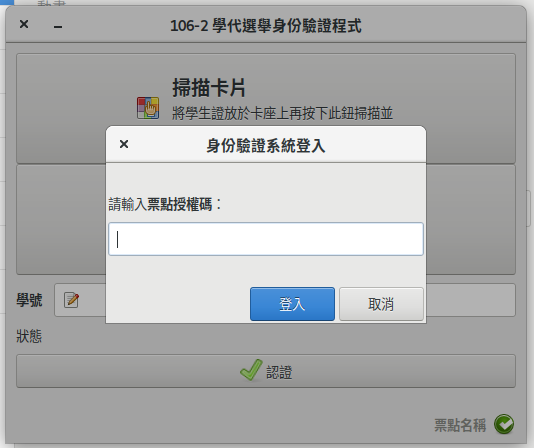 106-2 學代選舉身份驗證程式
掃描卡片
將學生證放於卡座上再按下此鈕掃描並
身份驗證系統登入
請輸入票點授權碼：
登入
取消
學號
狀態
認證
票點名稱